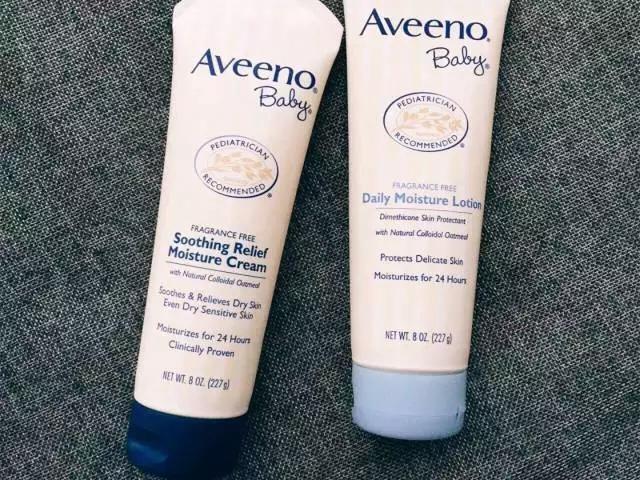 Aveeno®
Baby®
PEDIATRICIAN
RECOMMENDED®
FRAGRANCE FREE
Soothing Relief
Moisture Cream
with Natural Colloidal Oatmeal
Soothes & Relieves Dry Skin
Even Dry Sensitive Skin
Moisturizes for 24 Hours
Clinically Proven
NET WT. 8 OZ. (227g)
Aveeno®
Baby®
PEDIATRICIAN
RECOMMENDED®
FRAGRANCE FREE
Daily Moisture Lotion
Dimethicone Skin Protectant
with Natural Colloidal Oatmeal
Protects Delicate Skin
Moisturizes for 24 Hours
NET WT. 8 OZ. (227g)